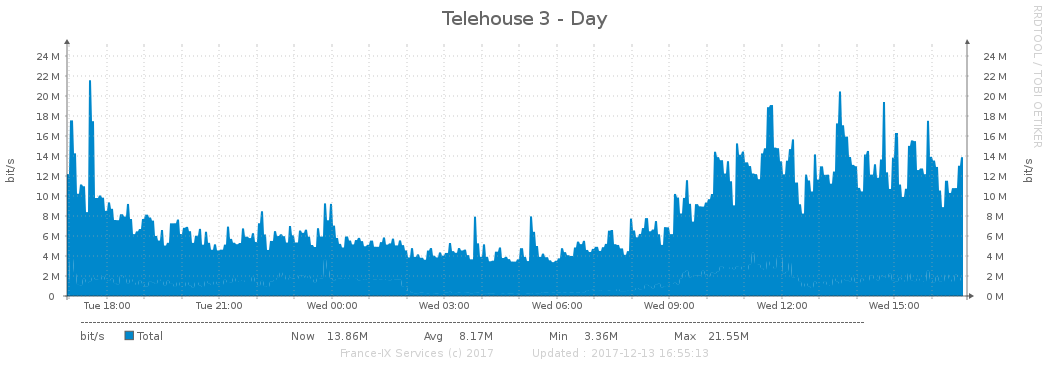 Telehouse 3 - Day
RRDTOOL / TOBI OETIKER
bit/s
24 M 24 M
22 M 22 M
20 M 20 M
18 M 18 M
16 M 16 M
14 M 14 M
12 M 12 M
10 M 10 M
8 M 8 M
6 M 6 M
4 M 4 M
2 M 2 M
0 0 M
bit/s
Tue 18:00 Tue 21:00 Wed 00:00 Wed 03:00 Wed 06:00 Wed 09:00 Wed 12:00 Wed 15:00
bit/s Total Now 13.86M Avg 8.17M Min 3.36M Max 21.55M
France-IX Services (c) 2017 Updated : 2017-12-13 16:55:13